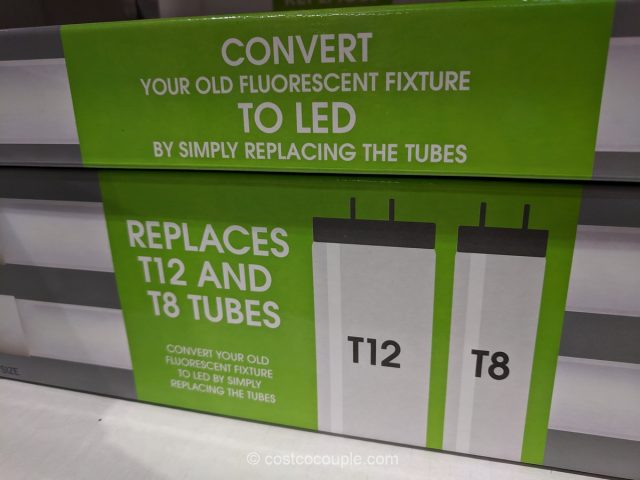 CONVERT
YOUR OLD FLUORESCENT FIXTURE
TO LED
BY SIMPLY REPLACING THE TUBES
REPLACES
T12 AND
T8 TUBES
CONVERT YOUR OLD
FLUORESCENT FIXTURE
TO LED BY SIMPLY
REPLACING THE TUBES
T12
T8
SIZE
© costcocouple.com